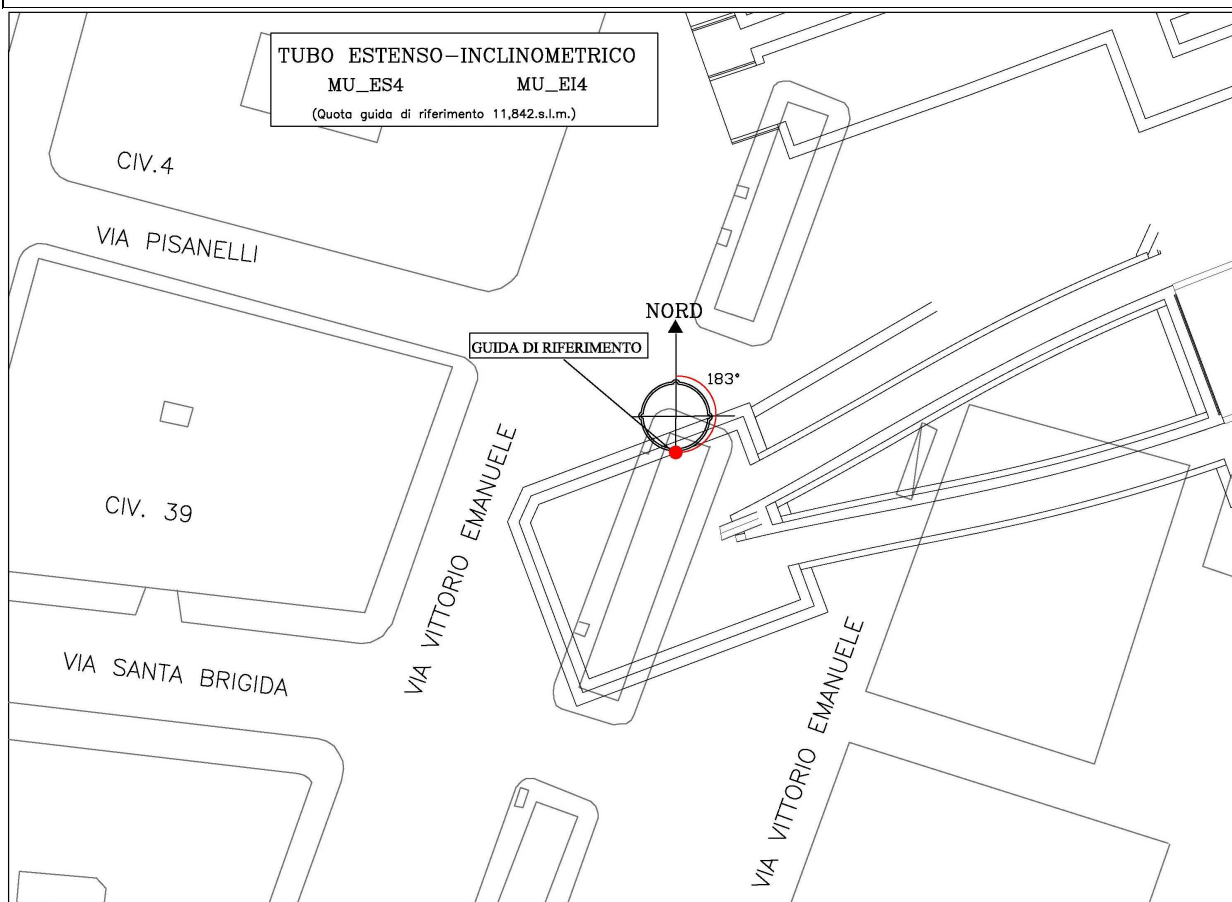 TUBO ESTENSO-INCLINOMETRICO
MU_ES4 MU_EI4
(Quota guida di riferimento 11,842.s.l.m.)
CIV.4
VIA PISANELLI
NORD
GUIDA DI RIFERIMENTO
183°
CIV. 39
VIA VITTORIO EMANUELE
VIA SANTA BRIGIDA
VIA VITTORIO EMANUELE